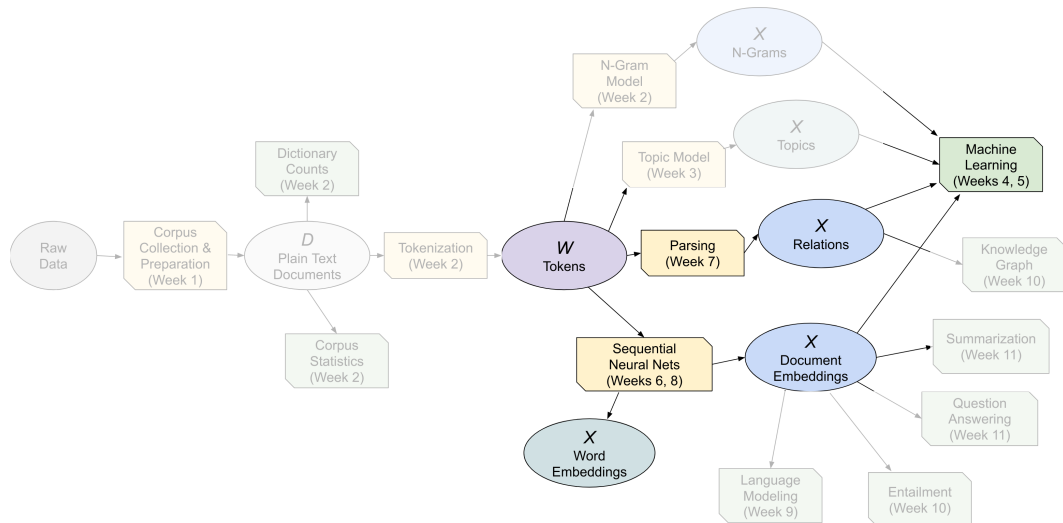 X
N-Grams
N-Gram
Model
(Week 2)
X
Topics
Topic Model
(Week 3)
Machine
Learning
(Weeks 4, 5)
Dictionary
Counts
(Week 2)
Raw
Data
Corpus
Collection &
Preparation
(Week 1)
D
Plain Text
Documents
Tokenization
(Week 2)
W
Tokens
Parsing
(Week 7)
X
Relations
Knowledge
Graph
(Week 10)
Corpus
Statistics
(Week 2)
Sequential
Neural Nets
(Weeks 6, 8)
X
Document
Embeddings
Summarization
(Week 11)
Question
Answering
(Week 11)
X
Word
Embeddings
Language
Modeling
(Week 9)
Entailment
(Week 10)